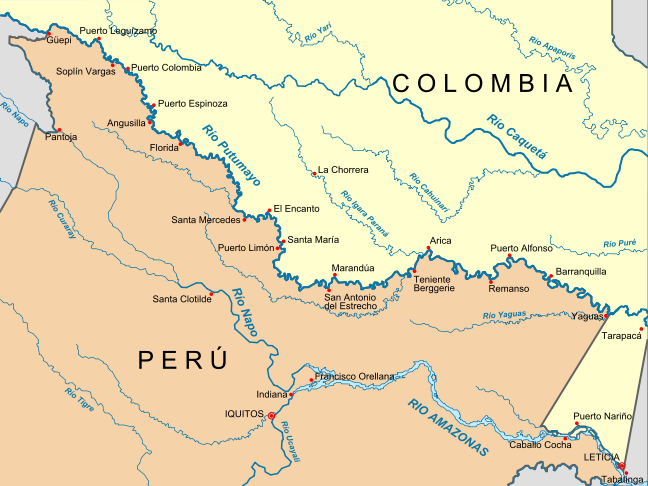 Puerto Leguízamo
Güepi
Río Yarí
Río Apaporis
Soplín Vargas
Puerto Colombia
COLOMBIA
Río Napo
Puerto Espinoza
Angusilla
Río Caquetá
Pantoja
Florida
Río Putumayo
La Chorrera
Río Cahuinarí
Río Curaray
Río Igara Paraná
El Encanto
Santa Mercedes
Santa María
Puerto Limón
Arica
Puerto Alfonso
Río Puré
Marandúa
Teniente
Berggerie
Barranquilla
Remanso
Santa Clotilde
San Antonio
del Estrecho
Río Napo
Río Yaguas
Yaguas
Tarapacá
PERÚ
Francisco Orellana
Indiana
Río Tigre
IQUITOS
Río Ucayali
RIO AMAZONAS
Puerto Nariño
Caballo Cocha
LETICIA
Tabatinga